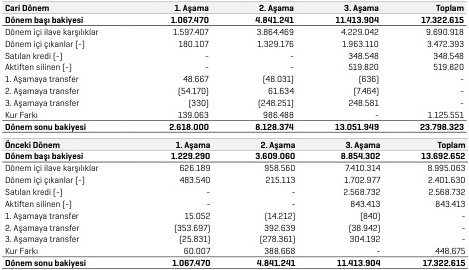 Cari Dönem 1. Aşama 2. Aşama 3. Aşama Toplam
Dönem başı bakiyesi 1.067.470 4.841.241 11.413.904 17.322.615
Dönem içi ilave karşılıklar 1.597.407 3.864.469 4.229.042 9.690.918
Dönem içi çıkanlar (-) 180.107 1.329.176 1.963.110 3.472.393
Satılan kredi (-) - - 348.548 348.548
Aktiften silinen (-) - - 519.820 519.820
1. Aşamaya transfer 48.667 (48.031) (636) -
2. Aşamaya transfer (54.170) 61.634 (7.464) -
3. Aşamaya transfer (330) (248.251) 248.581 -
Kur Farkı 139.063 986.488 - 1.125.551
Dönem sonu bakiyesi 2.618.000 8.128.374 13.051.949 23.798.323
Önceki Dönem 1. Aşama 2. Aşama 3. Aşama Toplam
Dönem başı bakiyesi 1.229.290 3.609.060 8.854.302 13.692.652
Dönem içi ilave karşılıklar 626.189 958.560 7.410.314 8.995.063
Dönem içi çıkanlar (-) 483.540 215.113 1.702.977 2.401.630
Satılan kredi (-) - - 2.568.732 2.568.732
Aktiften silinen (-) - - 843.413 843.413
1. Aşamaya transfer 15.052 (14.212) (840) -
2. Aşamaya transfer (353.697) 392.639 (38.942) -
3. Aşamaya transfer (25.831) (278.361) 304.192 -
Kur Farkı 60.007 388.668 - 448.675
Dönem sonu bakiyesi 1.067.470 4.841.241 11.413.904 17.322.615